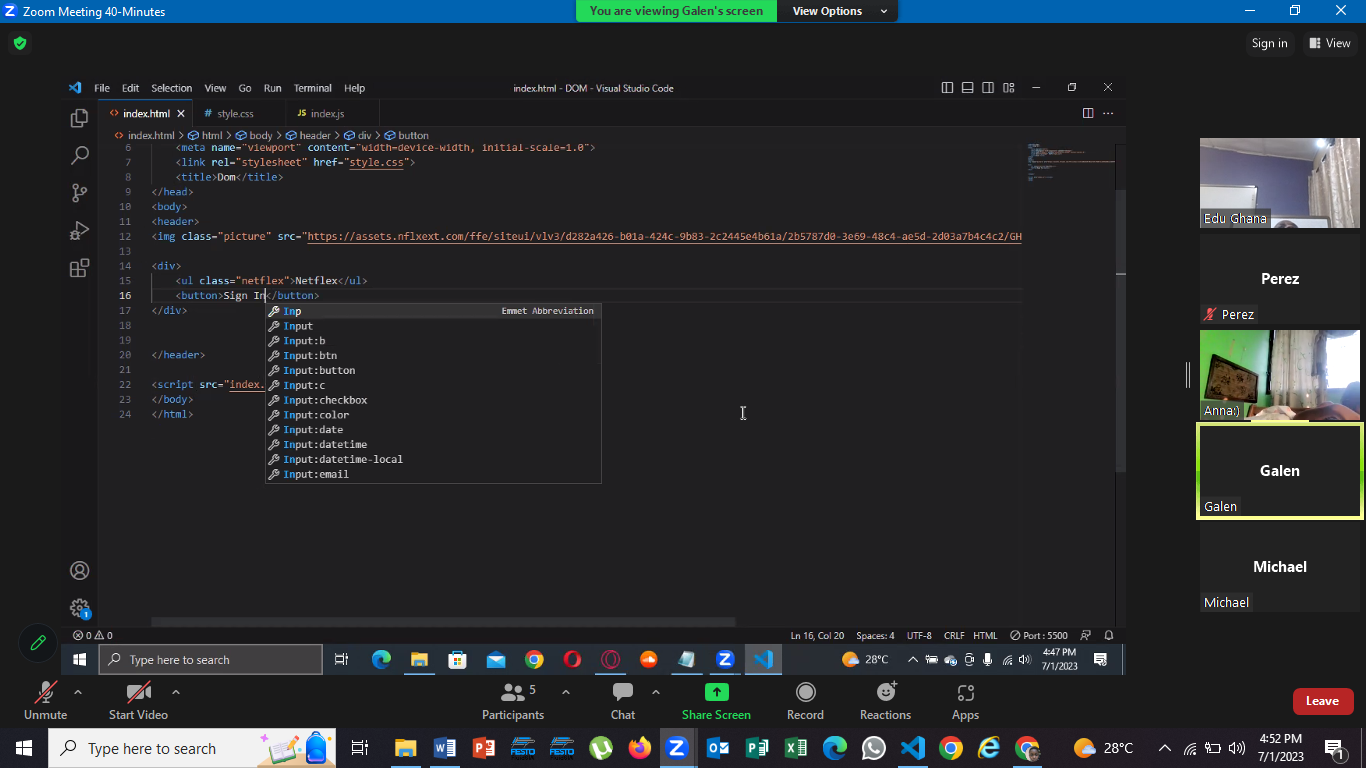 Zoom Meeting 40-Minutes
You are viewing Galen's screen
View Options
Sign in
View
File Edit Selection View Go Run Terminal Help
index.html - DOM - Visual Studio Code
index.html
style.css
JS index.js
index.html > html > body > header > div > button
6 <meta name="viewport" content="width=device-width, initial-scale=1.0">
7 <link rel="stylesheet" href="style.css">
8 <title>Dom</title>
9 </head>
10 <body>
11 <header>
12 <img class="picture" src="https://assets.nflxext.com/ffe/siteui/vlv3/d282a426-b01a-424c-9b83-2c2445e4b61a/2b5787d0-3e69-48c4-ae5d-2d03a7b4c4c2/GH
13
14 <div>
15 <ul class="netflex">Netflex</ul>
16 <button>Sign In</button>
17 </div>
18
19
20 </header>
21
22 <script src="index.
23 </body>
24 </html>
Inp Emmet Abbreviation
Input
Input:b
Input:btn
Input:button
Input:c
Input:checkbox
Input:color
Input:date
Input:datetime
Input:datetime-local
Input:email
1
0 0
Ln 16, Col 20 Spaces: 4 UTF-8 CRLF HTML Port : 5500
Type here to search
28°C
4:47 PM
7/1/2023
Edu Ghana
Perez
Perez
Anna:)
Galen
Galen
Michael
Michael
Unmute
Start Video
5
Participants
Chat
Share Screen
Record
Reactions
Apps
Leave
Type here to search
FESTO
FESTO
28°C
4:52 PM
7/1/2023
1